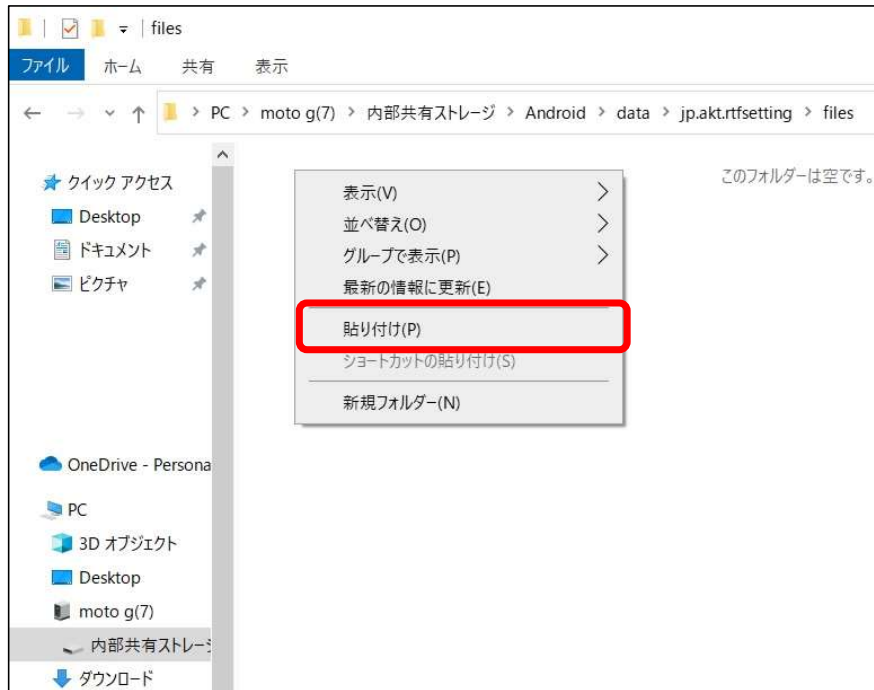 files
ファイル ホーム 共有 表示
PC > moto g(7) > 内部共有ストレージ > Android > data > jp.akt.rtfsetting > files
このフォルダーは空です。
クイック アクセス
Desktop
ドキュメント
ピクチャ
表示(V)
並べ替え(O)
グループで表示(P)
最新の情報に更新(E)
貼り付け(P)
ショートカットの貼り付け(S)
新規フォルダー(N)
OneDrive - Persona
PC
3D オブジェクト
Desktop
moto g(7)
内部共有ストレージ
ダウンロード